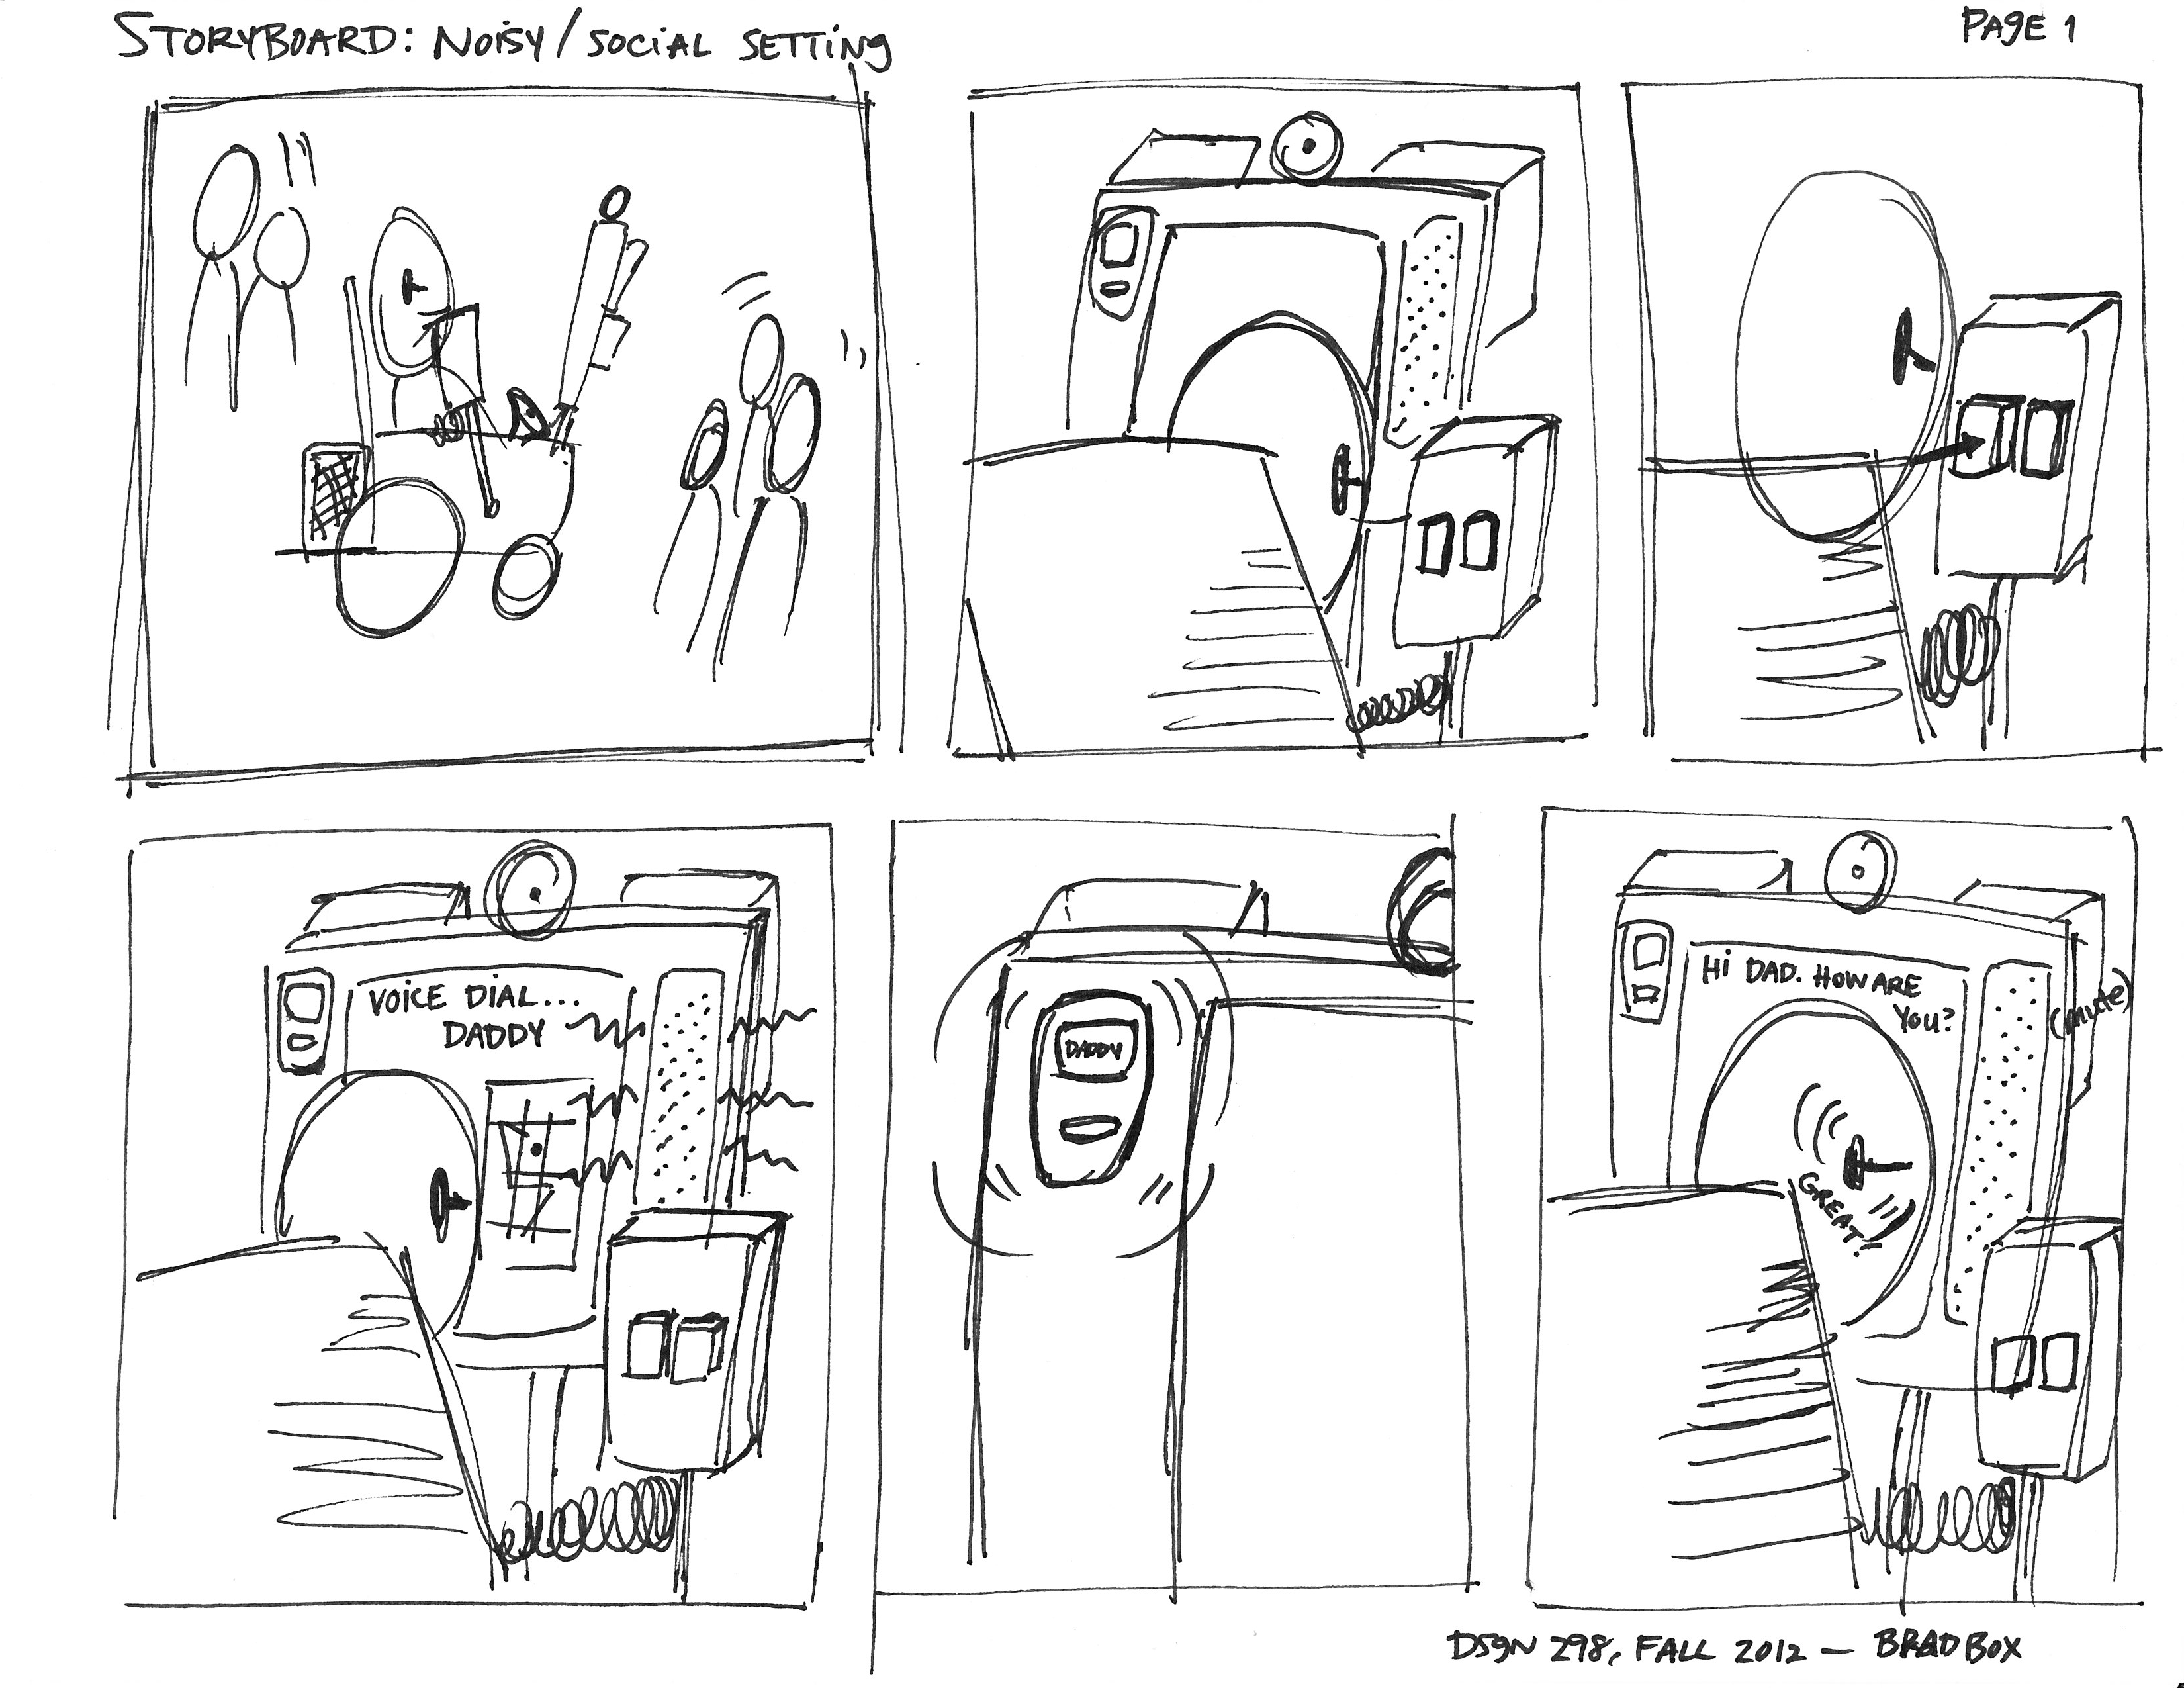 STORYBOARD: NOISY / SOCIAL SETTING
PAGE 1
VOICE DIAL...
DADDY
DADDY
HI DAD. HOW ARE
YOU?
(mute)
GREAT!
DSGN 298, FALL 2012 — BRAD BOX